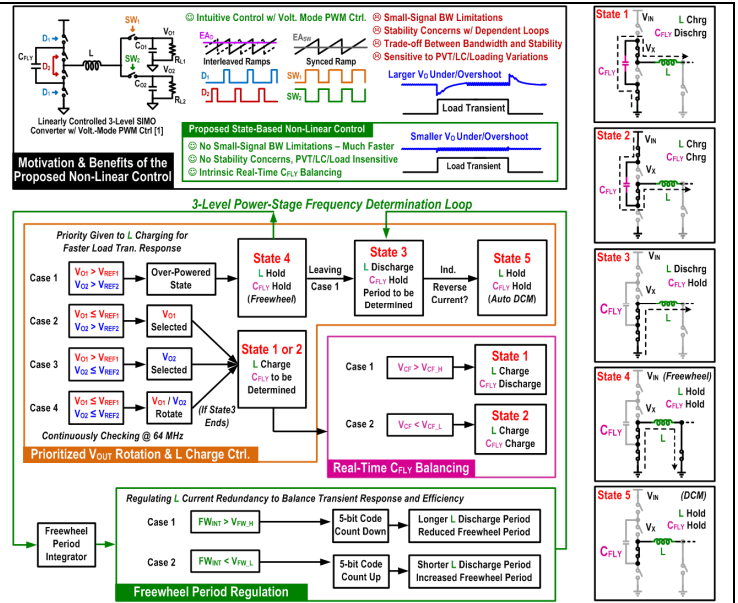 SW1
VO1
D1
CFLY
D2
L
CO1
RL1
SW2
VO2
CO2
RL2
D1
Linearly Controlled 3-Level SIMO
Converter w/ Volt.-Mode PWM Ctrl [1]
Motivation & Benefits of the
Proposed Non-Linear Control
☺ Intuitive Control w/ Volt. Mode PWM Ctrl.
EAD
EASW
Interleaved Ramps
Synced Ramp
D1
D2
SW1
SW2
☹ Small-Signal BW Limitations
☹ Stability Concerns w/ Dependent Loops
☹ Trade-off Between Bandwidth and Stability
☹ Sensitive to PVT/LC/Loading Variations
Larger VO Under/Overshoot
Load Transient
Proposed State-Based Non-Linear Control
☺ No Small-Signal BW Limitations – Much Faster
☺ No Stability Concerns, PVT/LC/Load Insensitive
☺ Intrinsic Real-Time CFLY Balancing
Smaller VO Under/Overshoot
Load Transient
3-Level Power-Stage Frequency Determination Loop
Priority Given to L Charging for
Faster Load Tran. Response
Case 1
VO1 > VREF1
VO2 > VREF2
Over-Powered
State
State 4
L Hold
CFLY Hold
(Freewheel)
Leaving
Case 1
State 3
L Discharge
CFLY Hold
Period to be
Determined
Ind.
Reverse
Current?
State 5
L Hold
CFLY Hold
(Auto DCM)
Case 2
VO1 ≤ VREF1
VO2 > VREF2
VO1
Selected
Case 3
VO1 > VREF1
VO2 ≤ VREF2
VO2
Selected
Case 4
VO1 ≤ VREF1
VO2 ≤ VREF2
VO1 / VO2
Rotate
(If State3
Ends)
State 1 or 2
L Charge
CFLY to be
Determined
Continuously Checking @ 64 MHz
Prioritized VOUT Rotation & L Charge Ctrl.
Case 1
VCF > VCF_H
State 1
L Charge
CFLY Discharge
Case 2
VCF < VCF_L
State 2
L Charge
CFLY Charge
Real-Time CFLY Balancing
Regulating L Current Redundancy to Balance Transient Response and Efficiency
Freewheel
Period
Integrator
Case 1
FWINT > VFW_H
5-bit Code
Count Down
Longer L Discharge Period
Reduced Freewheel Period
Case 2
FWINT < VFW_L
5-bit Code
Count Up
Shorter L Discharge Period
Increased Freewheel Period
Freewheel Period Regulation
State 1
VIN
L Chrg
CFLY Dischrg
VX
CFLY
L
State 2
VIN
L Chrg
CFLY Chrg
VX
CFLY
L
State 3
VIN
L Dischrg
CFLY Hold
VX
CFLY
L
State 4
VIN
(Freewheel)
L Hold
CFLY Hold
VX
CFLY
L
State 5
VIN
(DCM)
L Hold
CFLY Hold
VX
CFLY
L